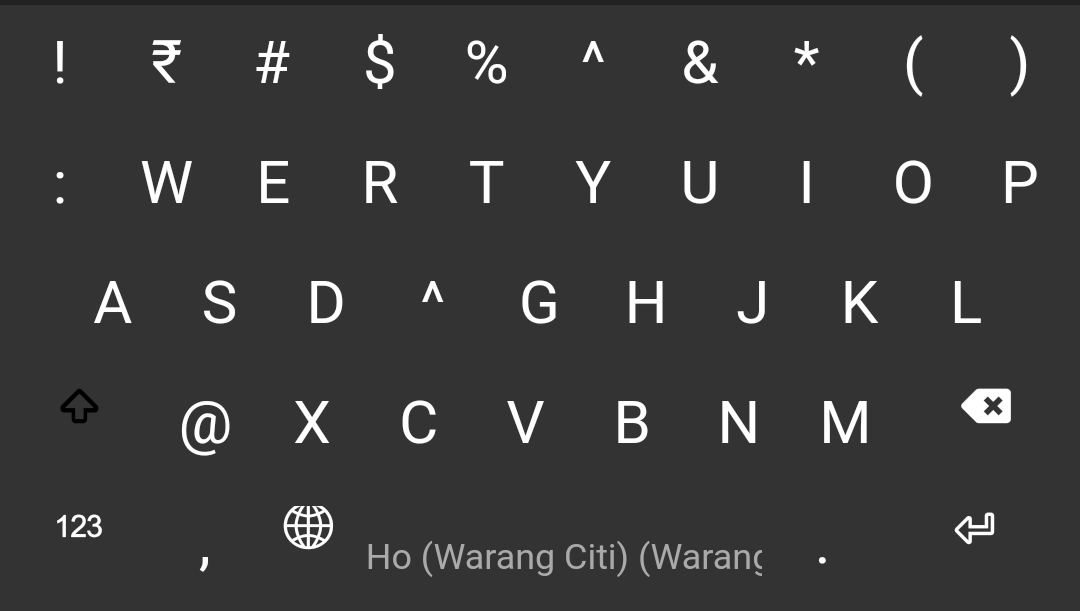 ! ₹ # $ % ^ & * ( )
: W E R T Y U I O P
A S D ^ G H J K L
@ X C V B N M
123 , Ho (Warang Citi) (Warang .